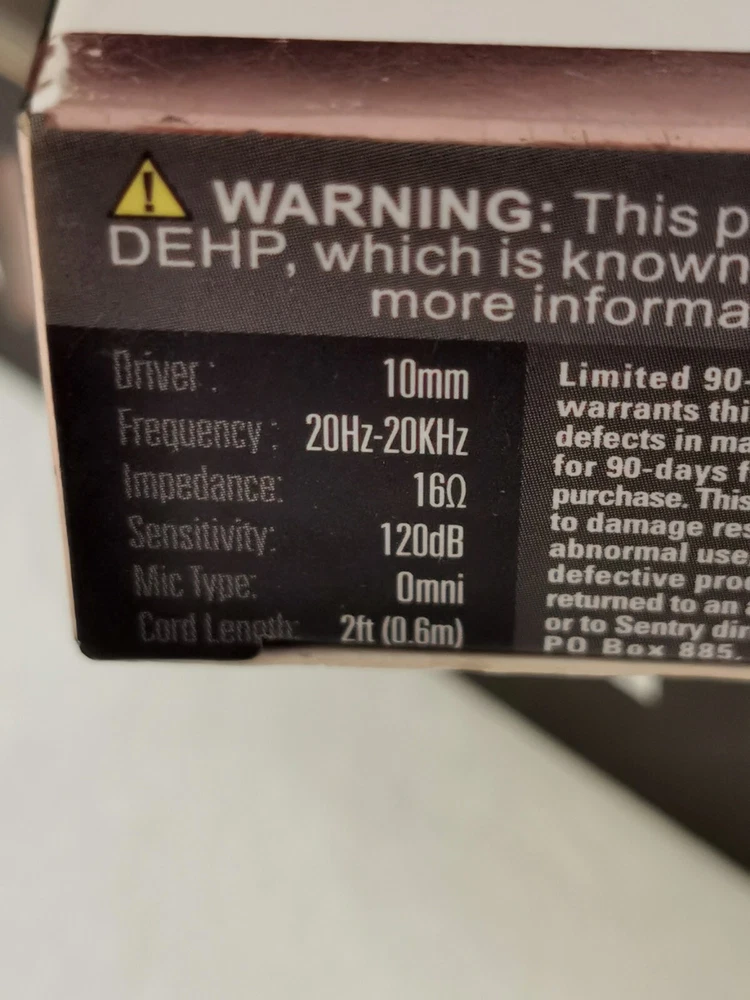 WARNING: This p
DEHP, which is known
more informa
Driver : 10mm
Frequency : 20Hz-20KHz
Impedance: 16Ω
Sensitivity: 120dB
Mic Type: Omni
Cord Length: 2ft (0.6m)
Limited 90-
warrants thi
defects in ma
for 90-days f
purchase. This
to damage res
abnormal use
defective pro
returned to an
or to Sentry dir
PO Box 885.